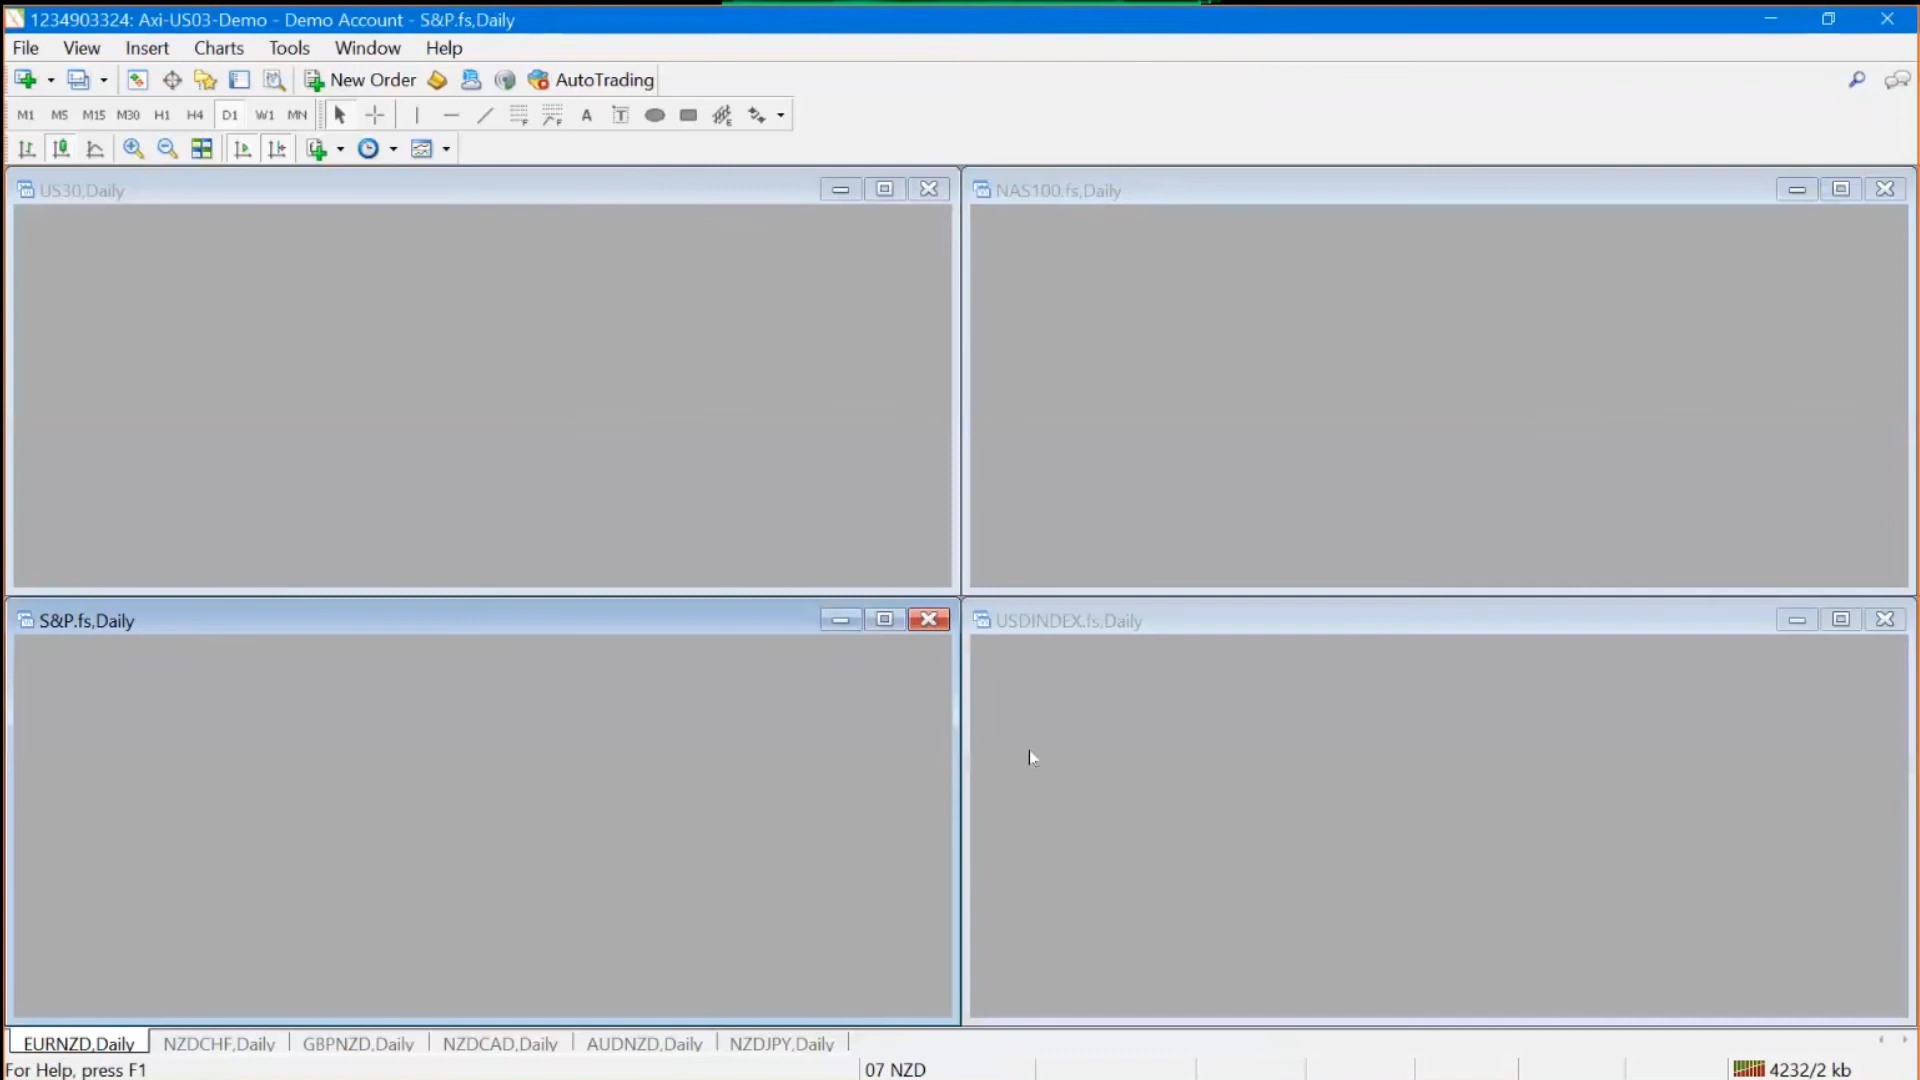 1234903324: Axi-US03-Demo - Demo Account - S&P.fs,Daily
File View Insert Charts Tools Window Help
New Order AutoTrading
M1 M5 M15 M30 H1 H4 D1 W1 MN A T
US30,Daily
NAS100.fs,Daily
S&P.fs,Daily
USDINDEX.fs,Daily
EURNZD,Daily NZDCHF,Daily GBPNZD,Daily NZDCAD,Daily AUDNZD,Daily NZDJPY,Daily
For Help, press F1 07 NZD 4232/2 kb